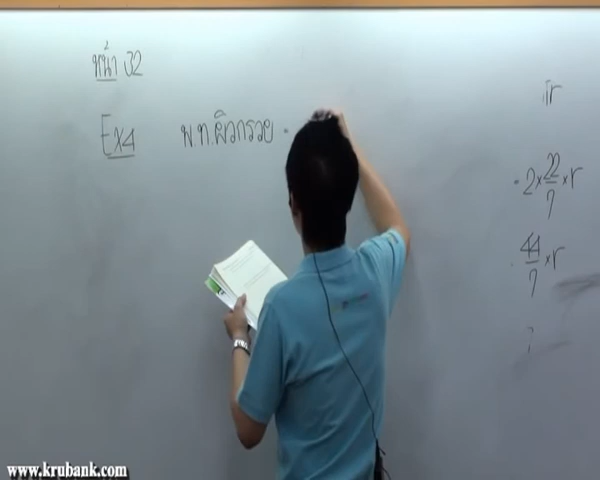 หน้า 32
Ex4 พ.ท.ผิวกรวย =
πr
= 2×22/7×r
44/7×r
www.krubank.com